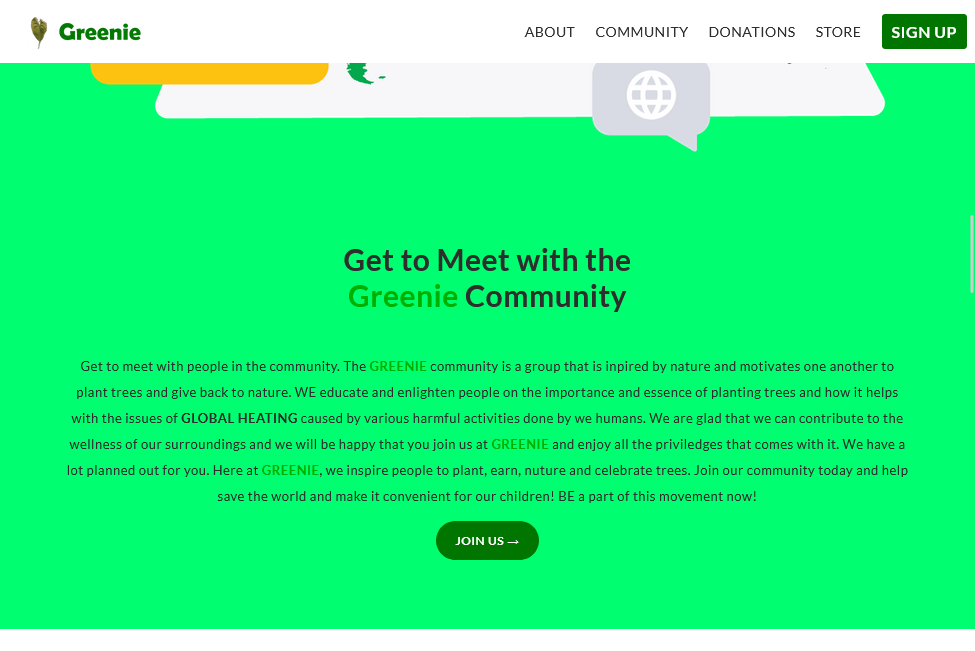 Greenie
ABOUT COMMUNITY DONATIONS STORE SIGN UP
Get to Meet with the
Greenie Community
Get to meet with people in the community. The GREENIE community is a group that is inpired by nature and motivates one another to
plant trees and give back to nature. WE educate and enlighten people on the importance and essence of planting trees and how it helps
with the issues of GLOBAL HEATING caused by various harmful activities done by we humans. We are glad that we can contribute to the
wellness of our surroundings and we will be happy that you join us at GREENIE and enjoy all the priviledges that comes with it. We have a
lot planned out for you. Here at GREENIE, we inspire people to plant, earn, nuture and celebrate trees. Join our community today and help
save the world and make it convenient for our children! BE a part of this movement now!
JOIN US →